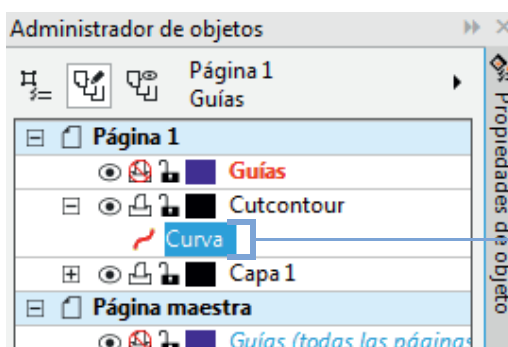 Administrador de objetos
Página 1
Guías
Página 1
Guías
Cutcontour
Curva
Capa 1
Página maestra
Guías (todas las páginas
Propiedades de objeto